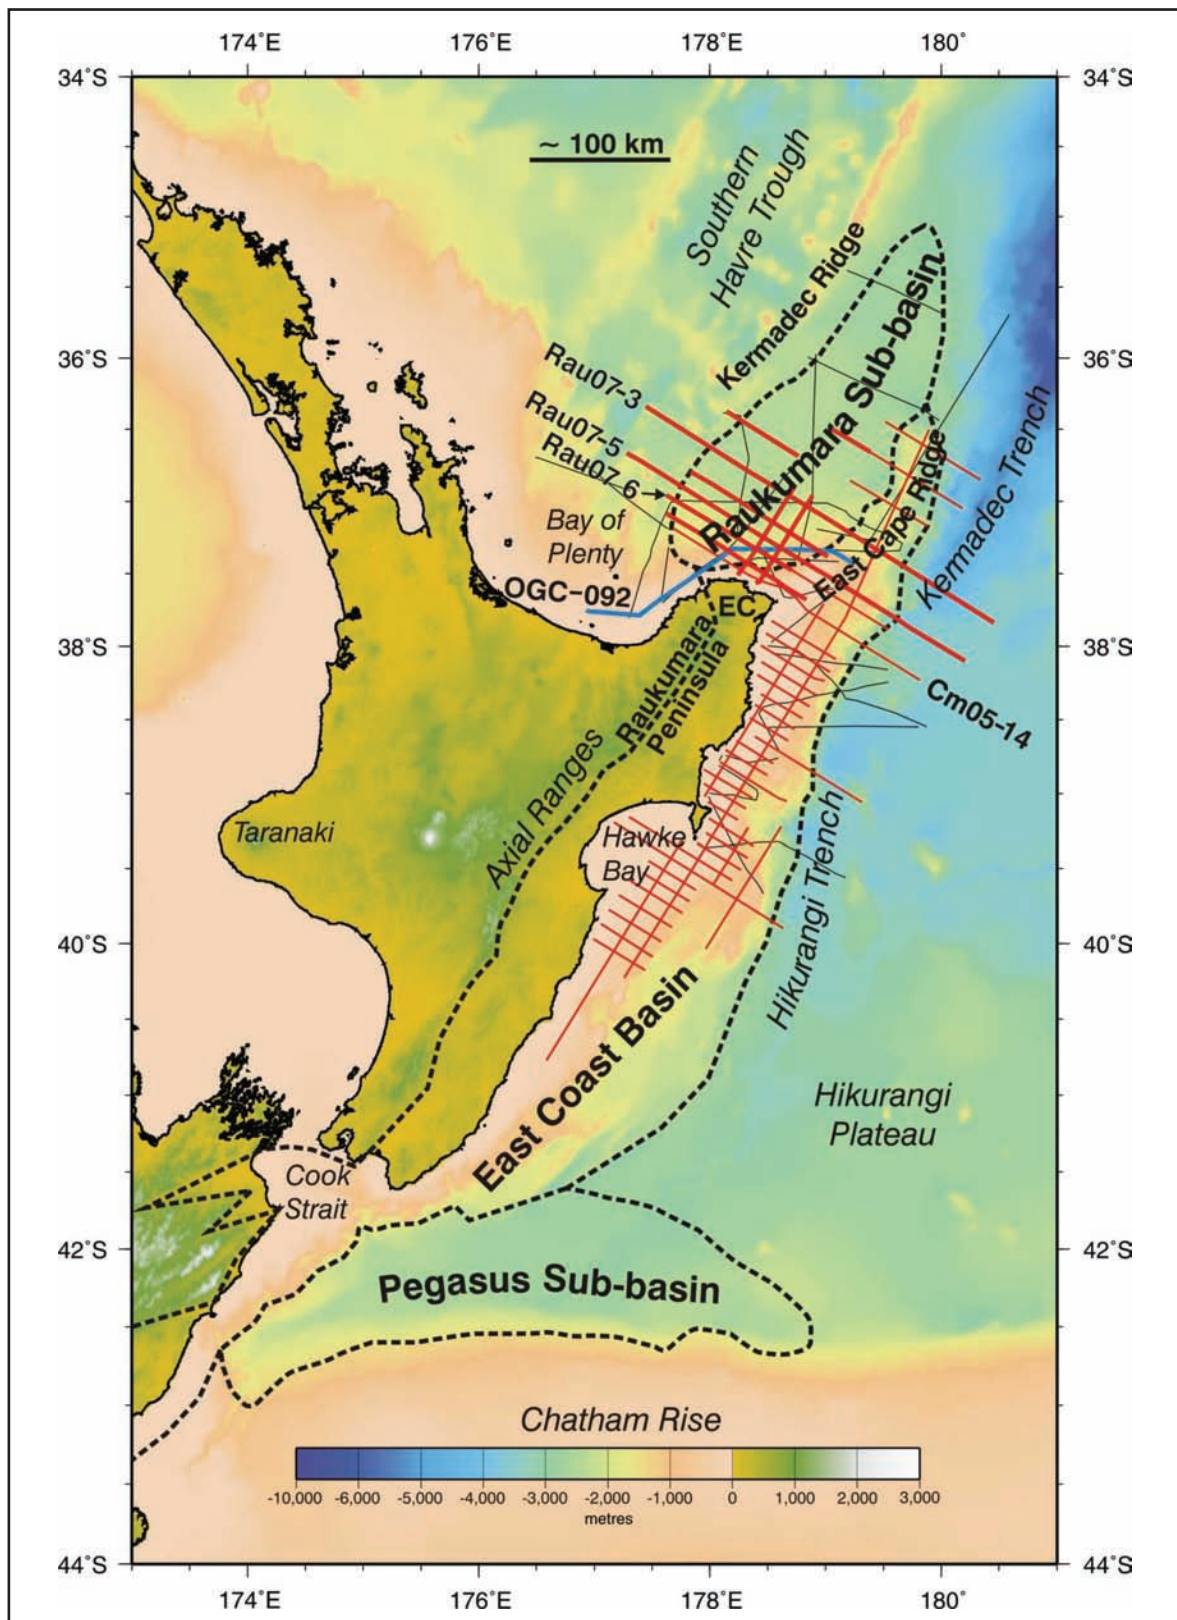 174°E 176°E 178°E 180°
34°S 34°S
~ 100 km
Southern
Havre Trough
Kermadec Ridge
Raukumara Sub-basin
36°S 36°S
Rau07-3
Rau07-5
Rau07 6
Bay of
Plenty
East Cape Ridge
Kermadec Trench
OGC-092
EC
38°S 38°S
Raukumara
Peninsula
Cm05-14
Axial Ranges
Taranaki
Hawke
Bay
Hikurangi Trench
40°S 40°S
East Coast Basin
Hikurangi
Plateau
Cook
Strait
42°S 42°S
Pegasus Sub-basin
Chatham Rise
-10,000 -6,000 -5,000 -4,000 -3,000 -2,000 -1,000 0 1,000 2,000 3,000
metres
44°S 44°S
174°E 176°E 178°E 180°